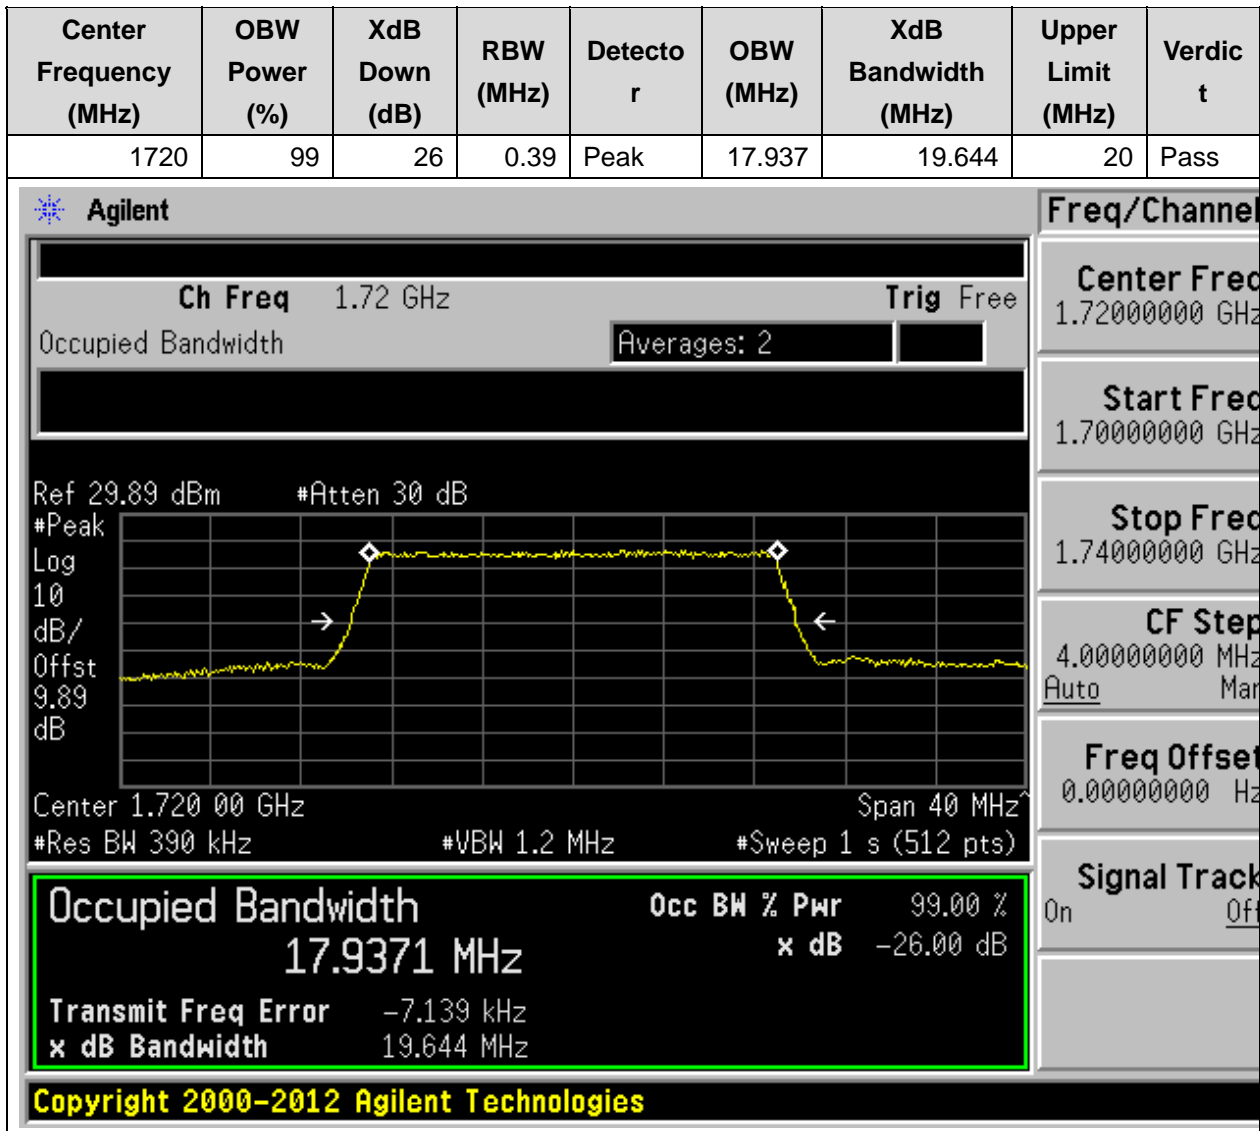 Center Frequency (MHz) OBW Power (%) XdB Down (dB) RBW (MHz) Detecto r OBW (MHz) XdB Bandwidth (MHz) Upper Limit (MHz) Verdic t
1720 99 26 0.39 Peak 17.937 19.644 20 Pass
Agilent
Freq/Channel
Ch Freq 1.72 GHz Trig Free
Occupied Bandwidth Averages: 2
Center Freq
1.72000000 GHz
Start Freq
1.70000000 GHz
Stop Freq
1.74000000 GHz
CF Step
4.00000000 MHz
Auto Man
Freq Offset
0.00000000 Hz
Signal Track
On Off
Ref 29.89 dBm #Atten 30 dB
#Peak
Log
10
dB/
Offst
9.89
dB
Center 1.720 00 GHz Span 40 MHz^
#Res BW 390 kHz #VBW 1.2 MHz #Sweep 1 s (512 pts)
Occupied Bandwidth
17.9371 MHz
Occ BW % Pwr 99.00 %
x dB -26.00 dB
Transmit Freq Error -7.139 kHz
x dB Bandwidth 19.644 MHz
Copyright 2000-2012 Agilent Technologies